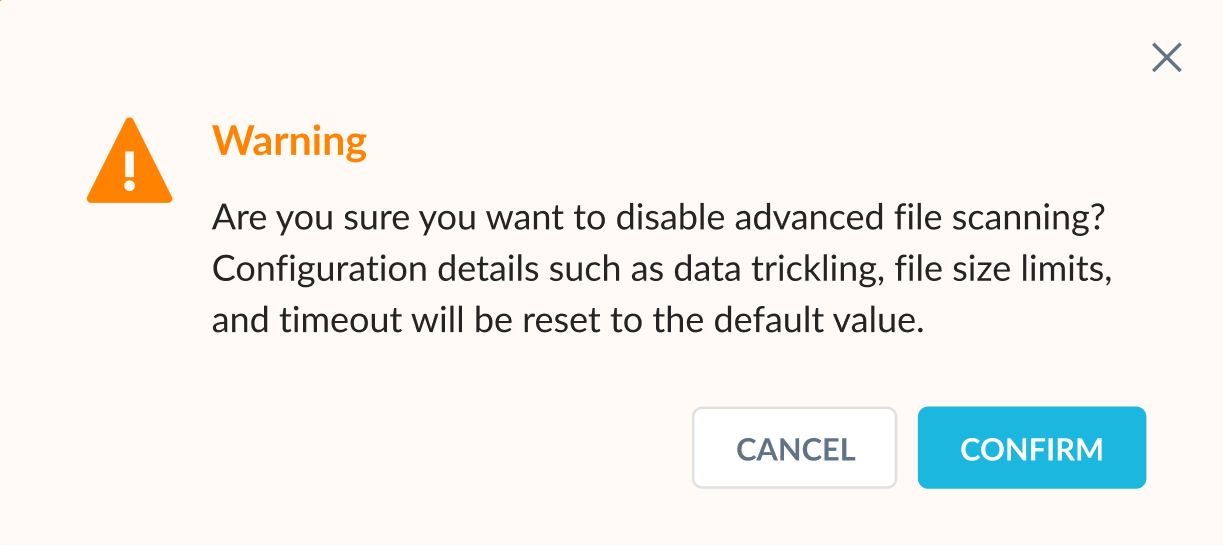 Warning
Are you sure you want to disable advanced file scanning?
Configuration details such as data trickling, file size limits,
and timeout will be reset to the default value.
CANCEL CONFIRM